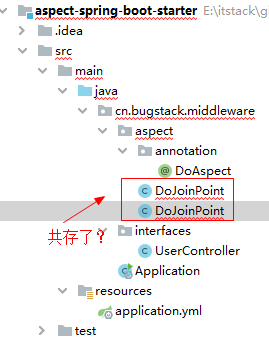 aspect-spring-boot-starter E:\itstack\g
.idea
src
main
java
cn.bugstack.middleware
aspect
annotation
DoAspect
DoJoinPoint
DoJoinPoint
共存了？
interfaces
UserController
Application
resources
application.yml
test